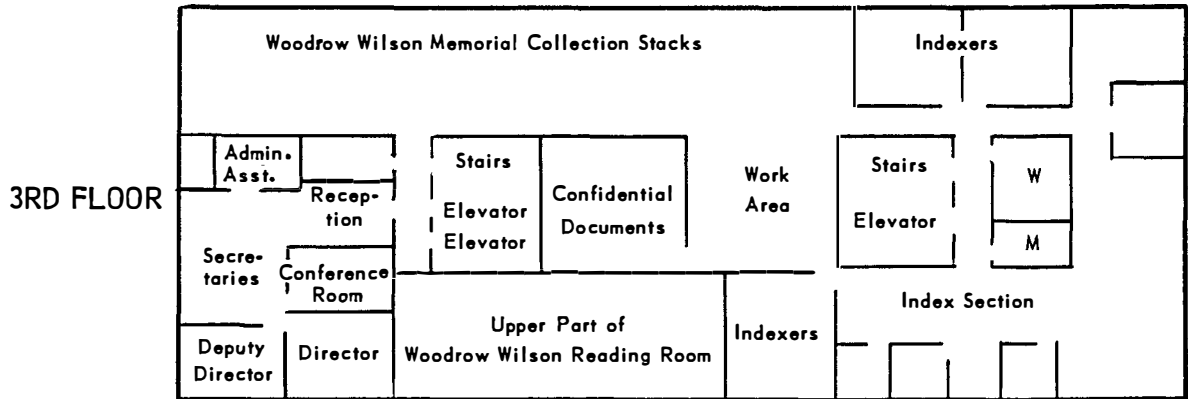 Woodrow Wilson Memorial Collection Stacks
Indexers
3RD FLOOR
Admin.
Asst.
Recep-
tion
Secre-
taries
Conference
Room
Deputy
Director
Director
Stairs
Elevator
Elevator
Confidential
Documents
Work
Area
Upper Part of
Woodrow Wilson Reading Room
Indexers
Stairs
Elevator
W
M
Index Section